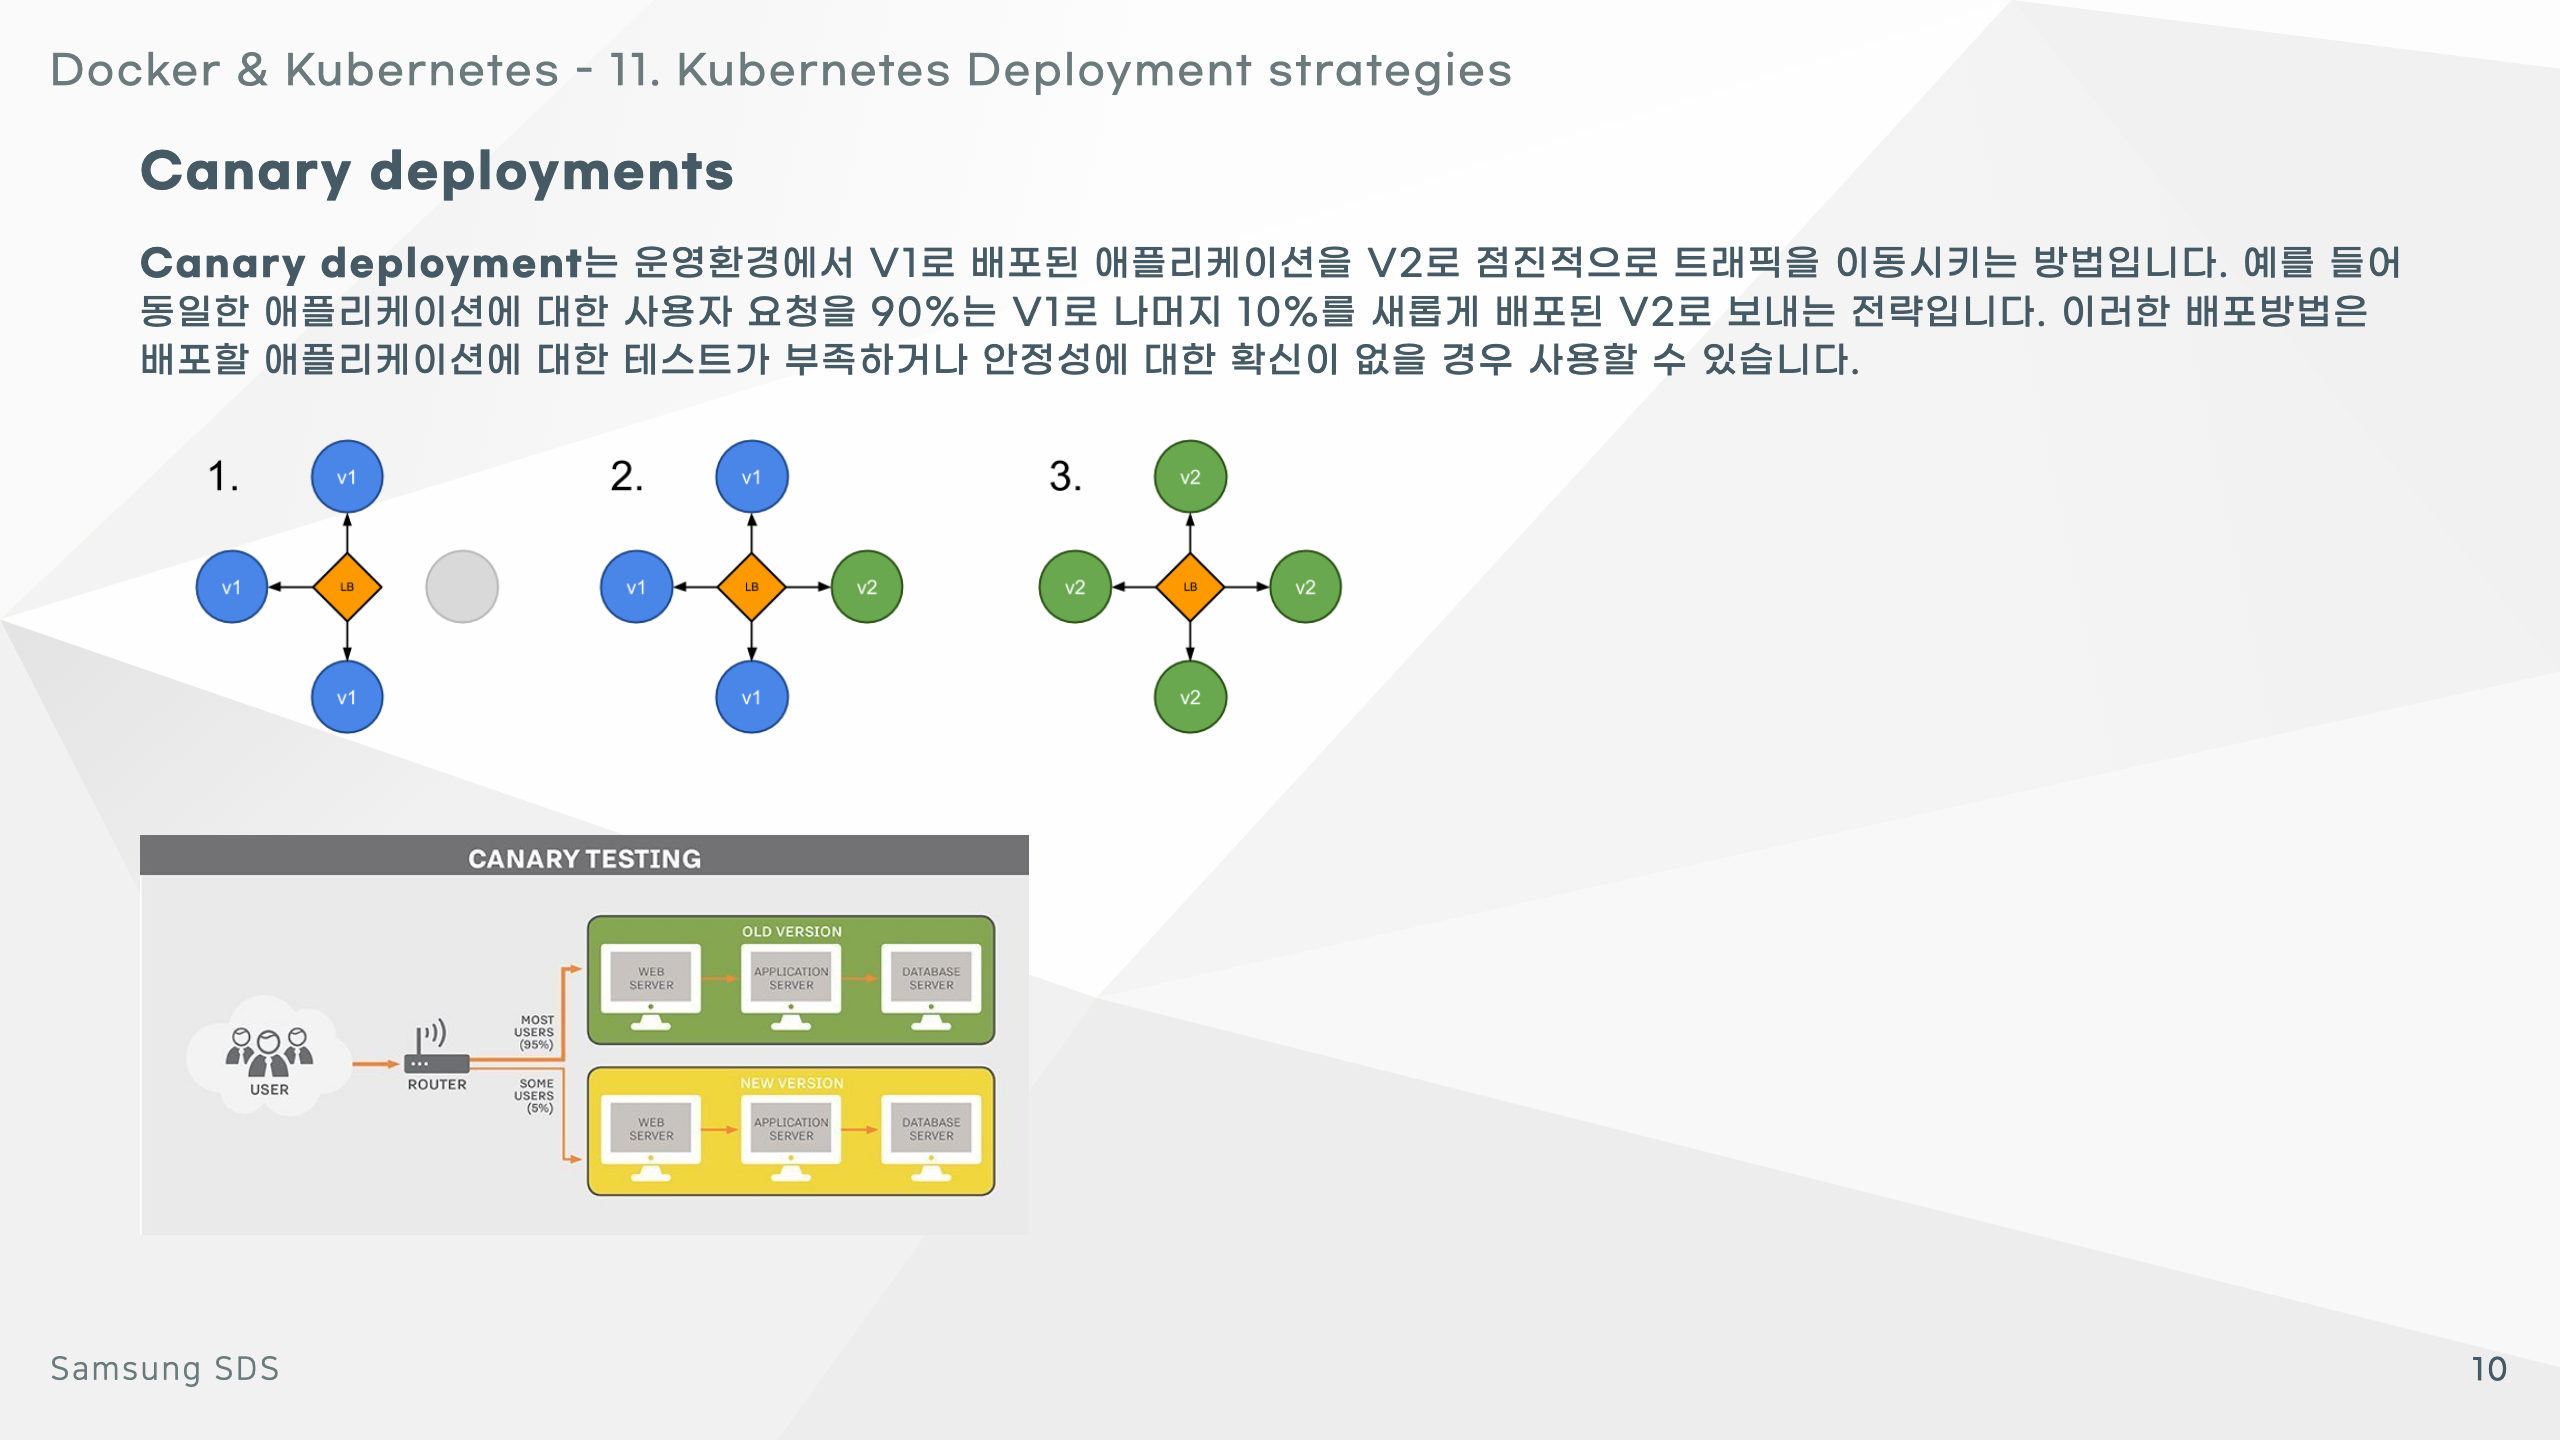 Docker & Kubernetes - 11. Kubernetes Deployment strategies
Canary deployments
Canary deployment는 운영환경에서 V1로 배포된 애플리케이션을 V2로 점진적으로 트래픽을 이동시키는 방법입니다. 예를 들어
동일한 애플리케이션에 대한 사용자 요청을 90%는 V1로 나머지 10%를 새롭게 배포된 V2로 보내는 전략입니다. 이러한 배포방법은
배포할 애플리케이션에 대한 테스트가 부족하거나 안정성에 대한 확신이 없을 경우 사용할 수 있습니다.
1.
v1
v1
LB
v1
2.
v1
v1
LB
v2
v1
3.
v2
v2
LB
v2
v2
CANARY TESTING
USER
ROUTER
MOST
USERS
(95%)
SOME
USERS
(5%)
OLD VERSION
WEB
SERVER
APPLICATION
SERVER
DATABASE
SERVER
NEW VERSION
WEB
SERVER
APPLICATION
SERVER
DATABASE
SERVER
Samsung SDS
10